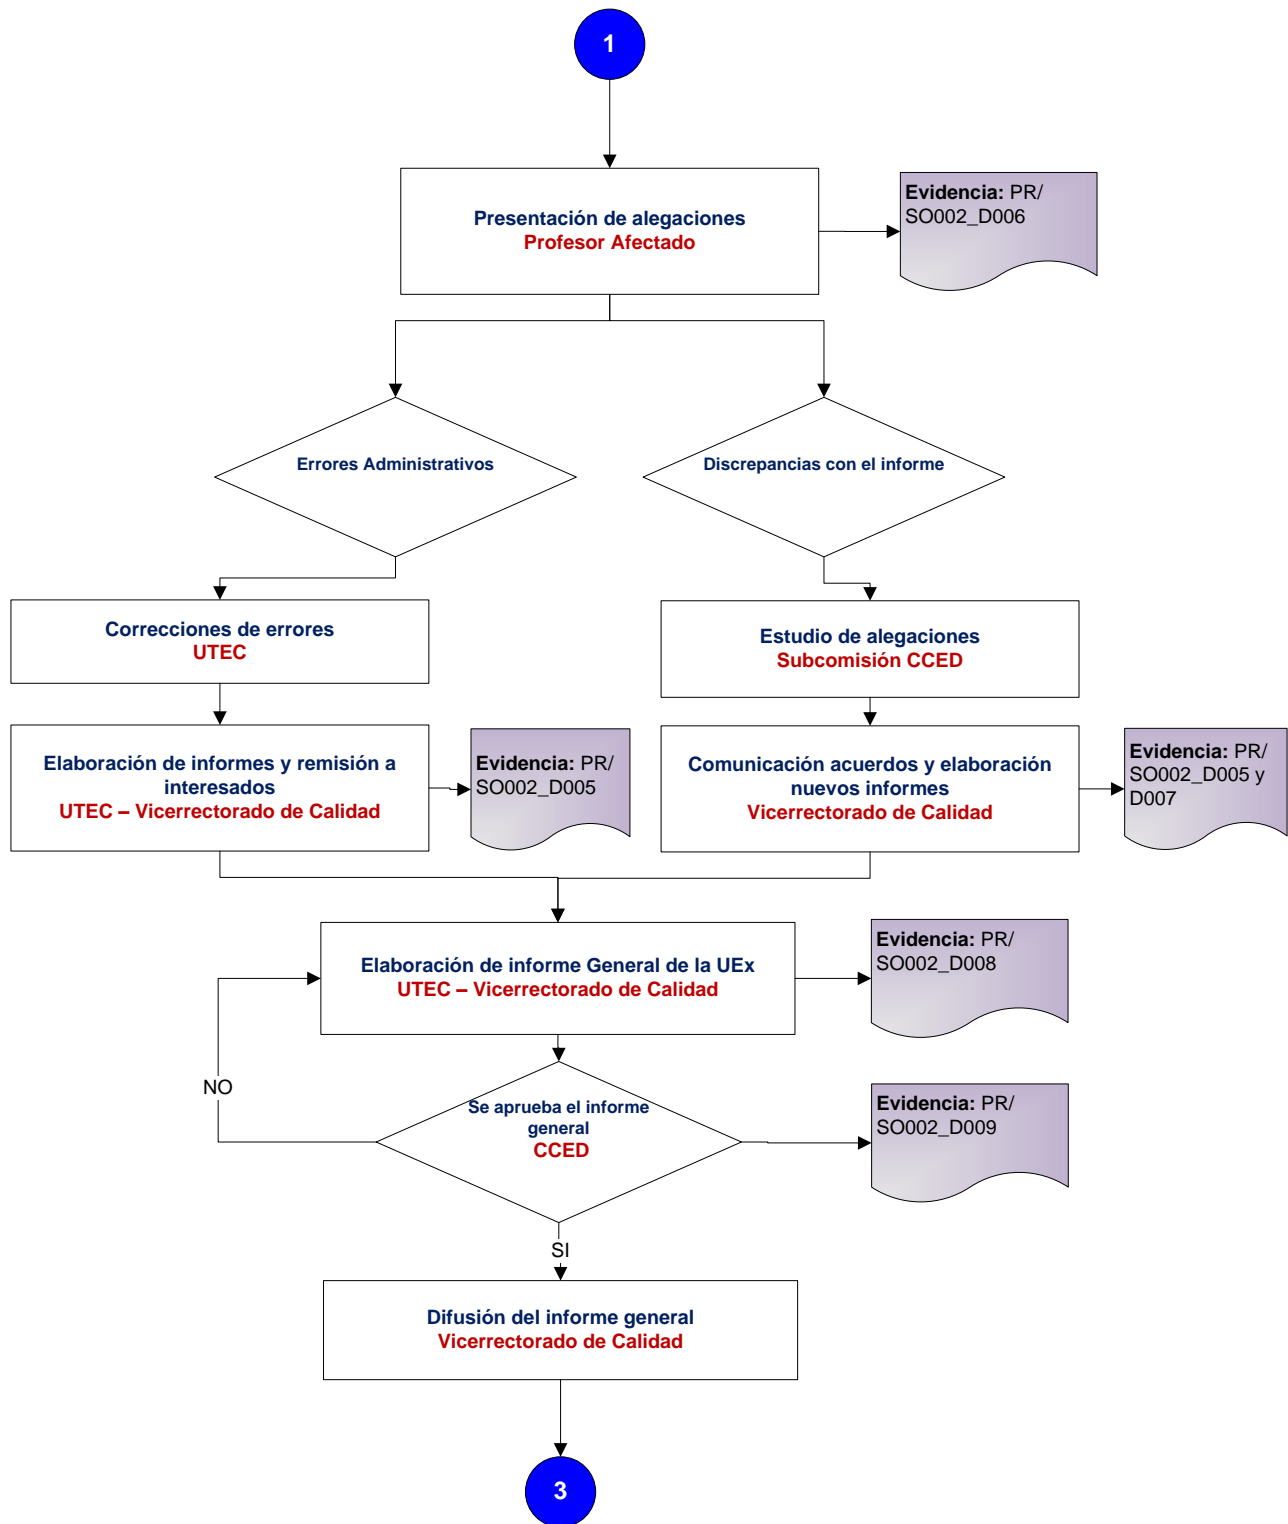 1
Presentación de alegaciones
Profesor Afectado
Evidencia: PR/
SO002_D006
Errores Administrativos
Discrepancias con el informe
Correcciones de errores
UTEC
Estudio de alegaciones
Subcomisión CCED
Elaboración de informes y remisión a
interesados
UTEC – Vicerrectorado de Calidad
Evidencia: PR/
SO002_D005
Comunicación acuerdos y elaboración
nuevos informes
Vicerrectorado de Calidad
Evidencia: PR/
SO002_D005 y
D007
Elaboración de informe General de la UEx
UTEC – Vicerrectorado de Calidad
Evidencia: PR/
SO002_D008
NO
Se aprueba el informe
general
CCED
Evidencia: PR/
SO002_D009
SI
Difusión del informe general
Vicerrectorado de Calidad
3